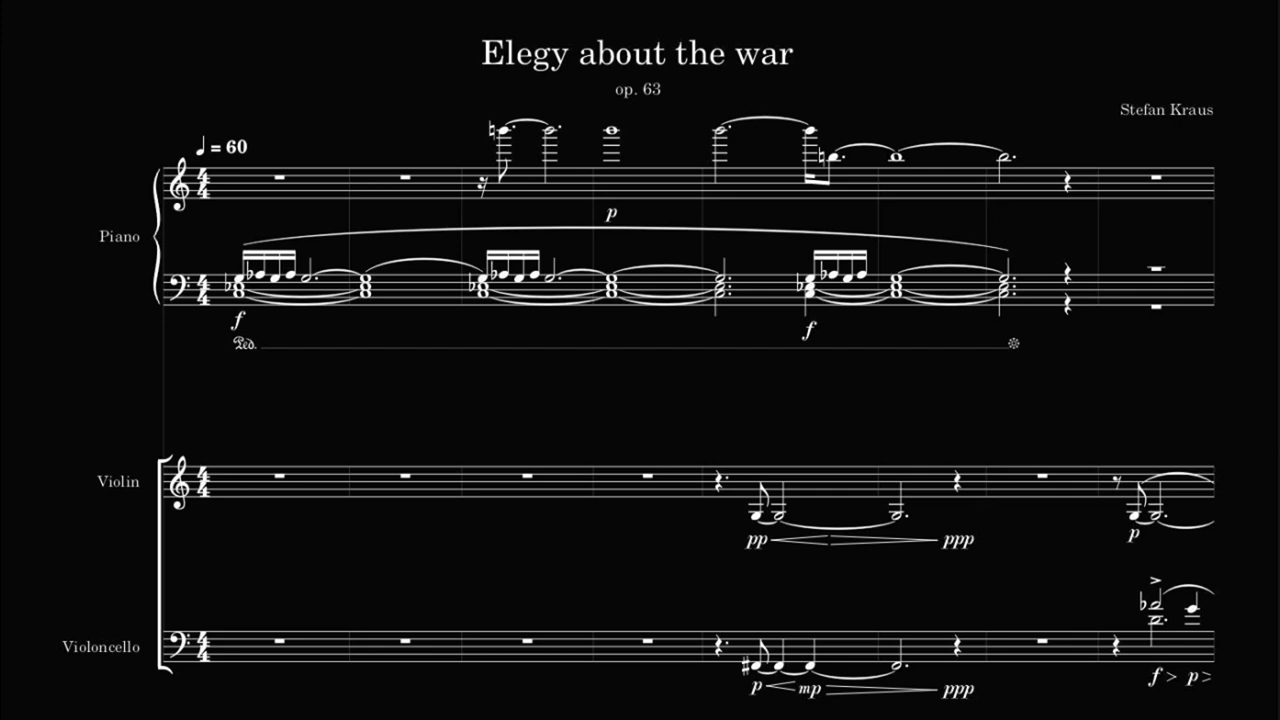 Elegy about the war
op. 63
Stefan Kraus
= 60
Piano
p
f
f
Ped.
Violin
pp ppp p
Violoncello
p mp ppp f p